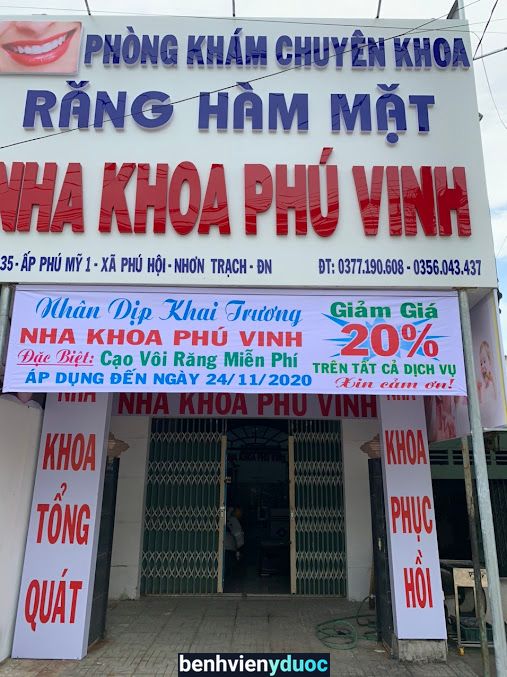 PHÒNG KHÁM CHUYÊN KHOA
RĂNG HÀM MẶT
NHA KHOA PHÚ VINH
35 - ẤP PHÚ MỸ 1 - XÃ PHÚ HỘI - NHƠN TRẠCH - ĐN
ĐT: 0377.190.608 - 0356.043.437
Nhân Dịp Khai Trương
NHA KHOA PHÚ VINH
Đặc Biệt: Cạo Vôi Răng Miễn Phí
ÁP DỤNG ĐẾN NGÀY 24/11/2020
Giảm Giá
20%
TRÊN TẤT CẢ DỊCH VỤ
Xin cảm ơn!
NHA KHOA PHÚ VINH
NHA
KHOA
TỔNG
QUÁT
NHA
KHOA
PHỤC
HỒI
benhvienyduoc